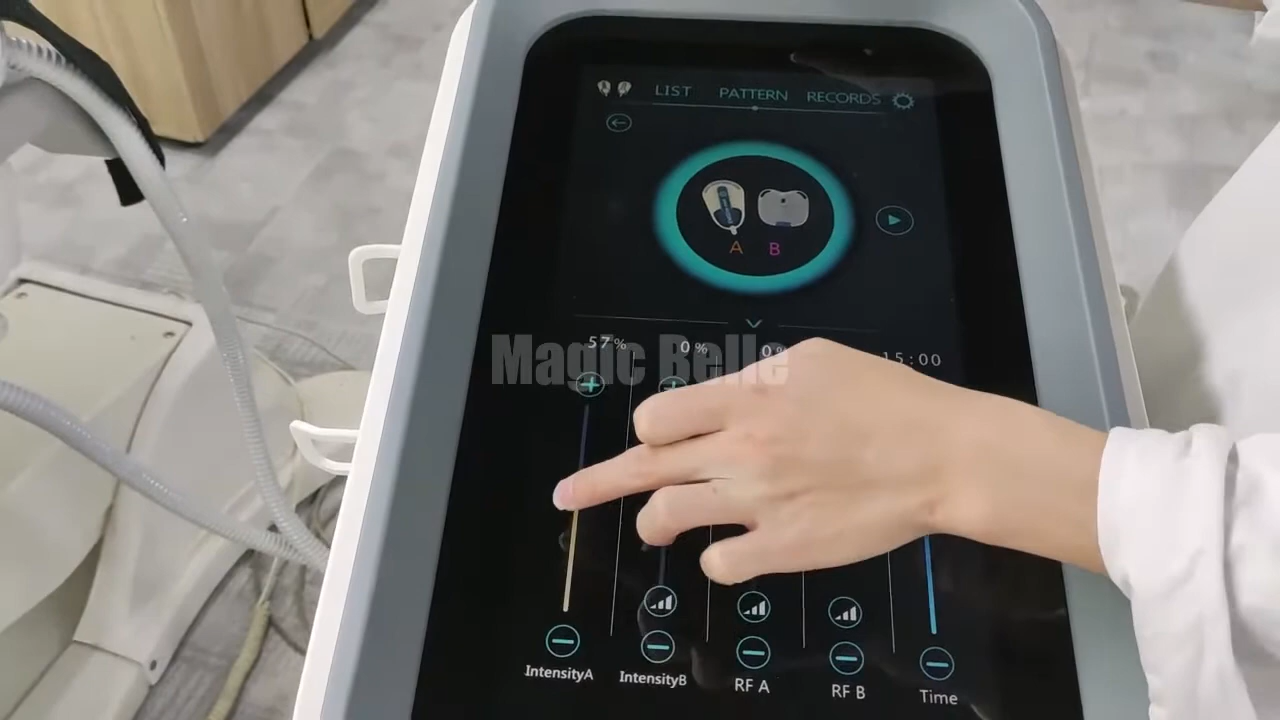 LIST PATTERN RECORDS
A B
57% 0% 0% 15:00
Magic Belle
IntensityA IntensityB RF A RF B Time